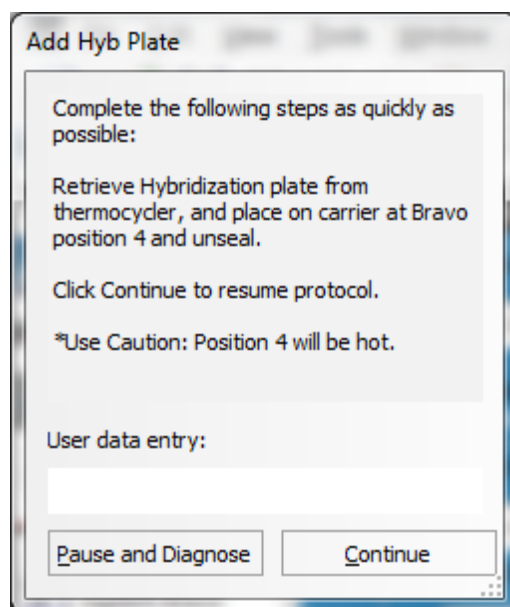 Add Hyb Plate
Complete the following steps as quickly as
possible:
Retrieve Hybridization plate from
thermocycler, and place on carrier at Bravo
position 4 and unseal.
Click Continue to resume protocol.
*Use Caution: Position 4 will be hot.
User data entry:
Pause and Diagnose
Continue